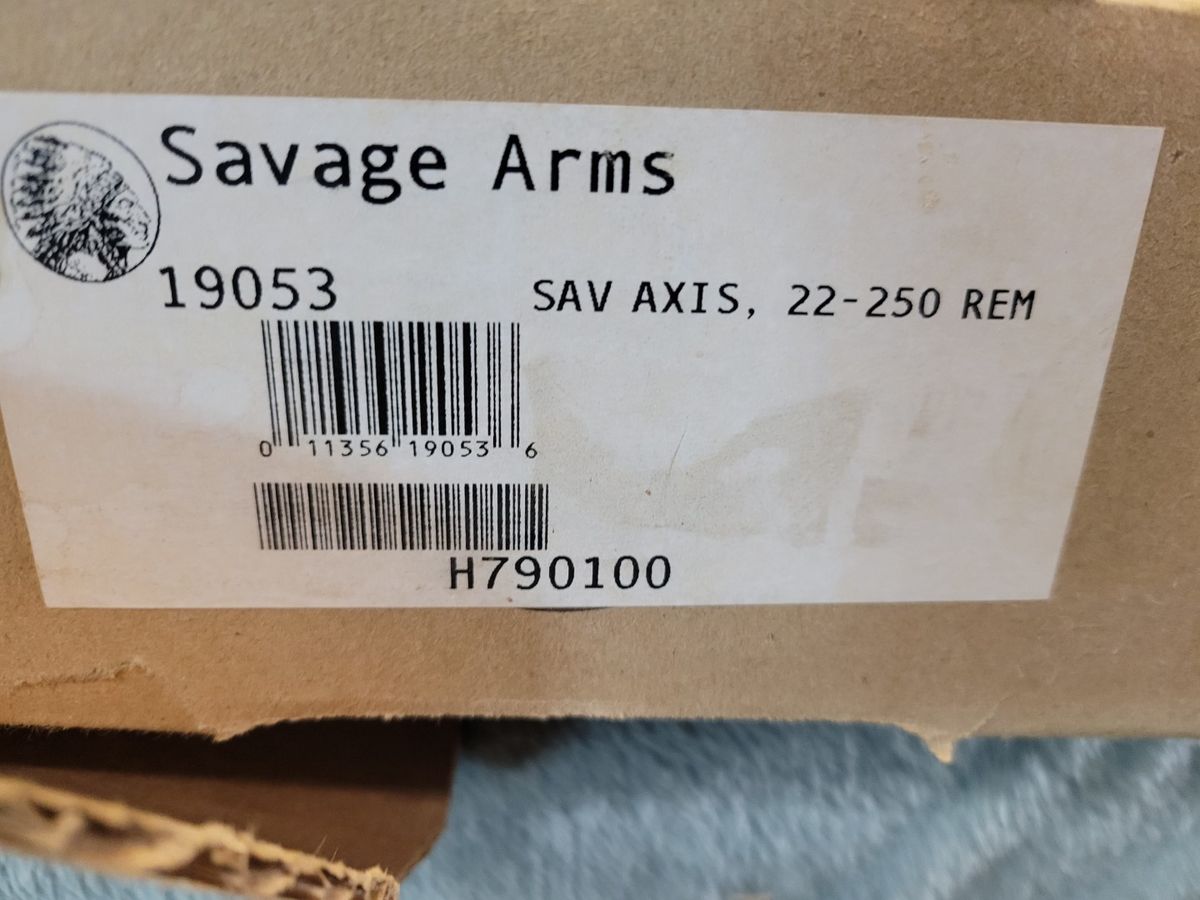 Savage Arms
19053 SAV AXIS, 22-250 REM
0 11356 19053 6
H790100